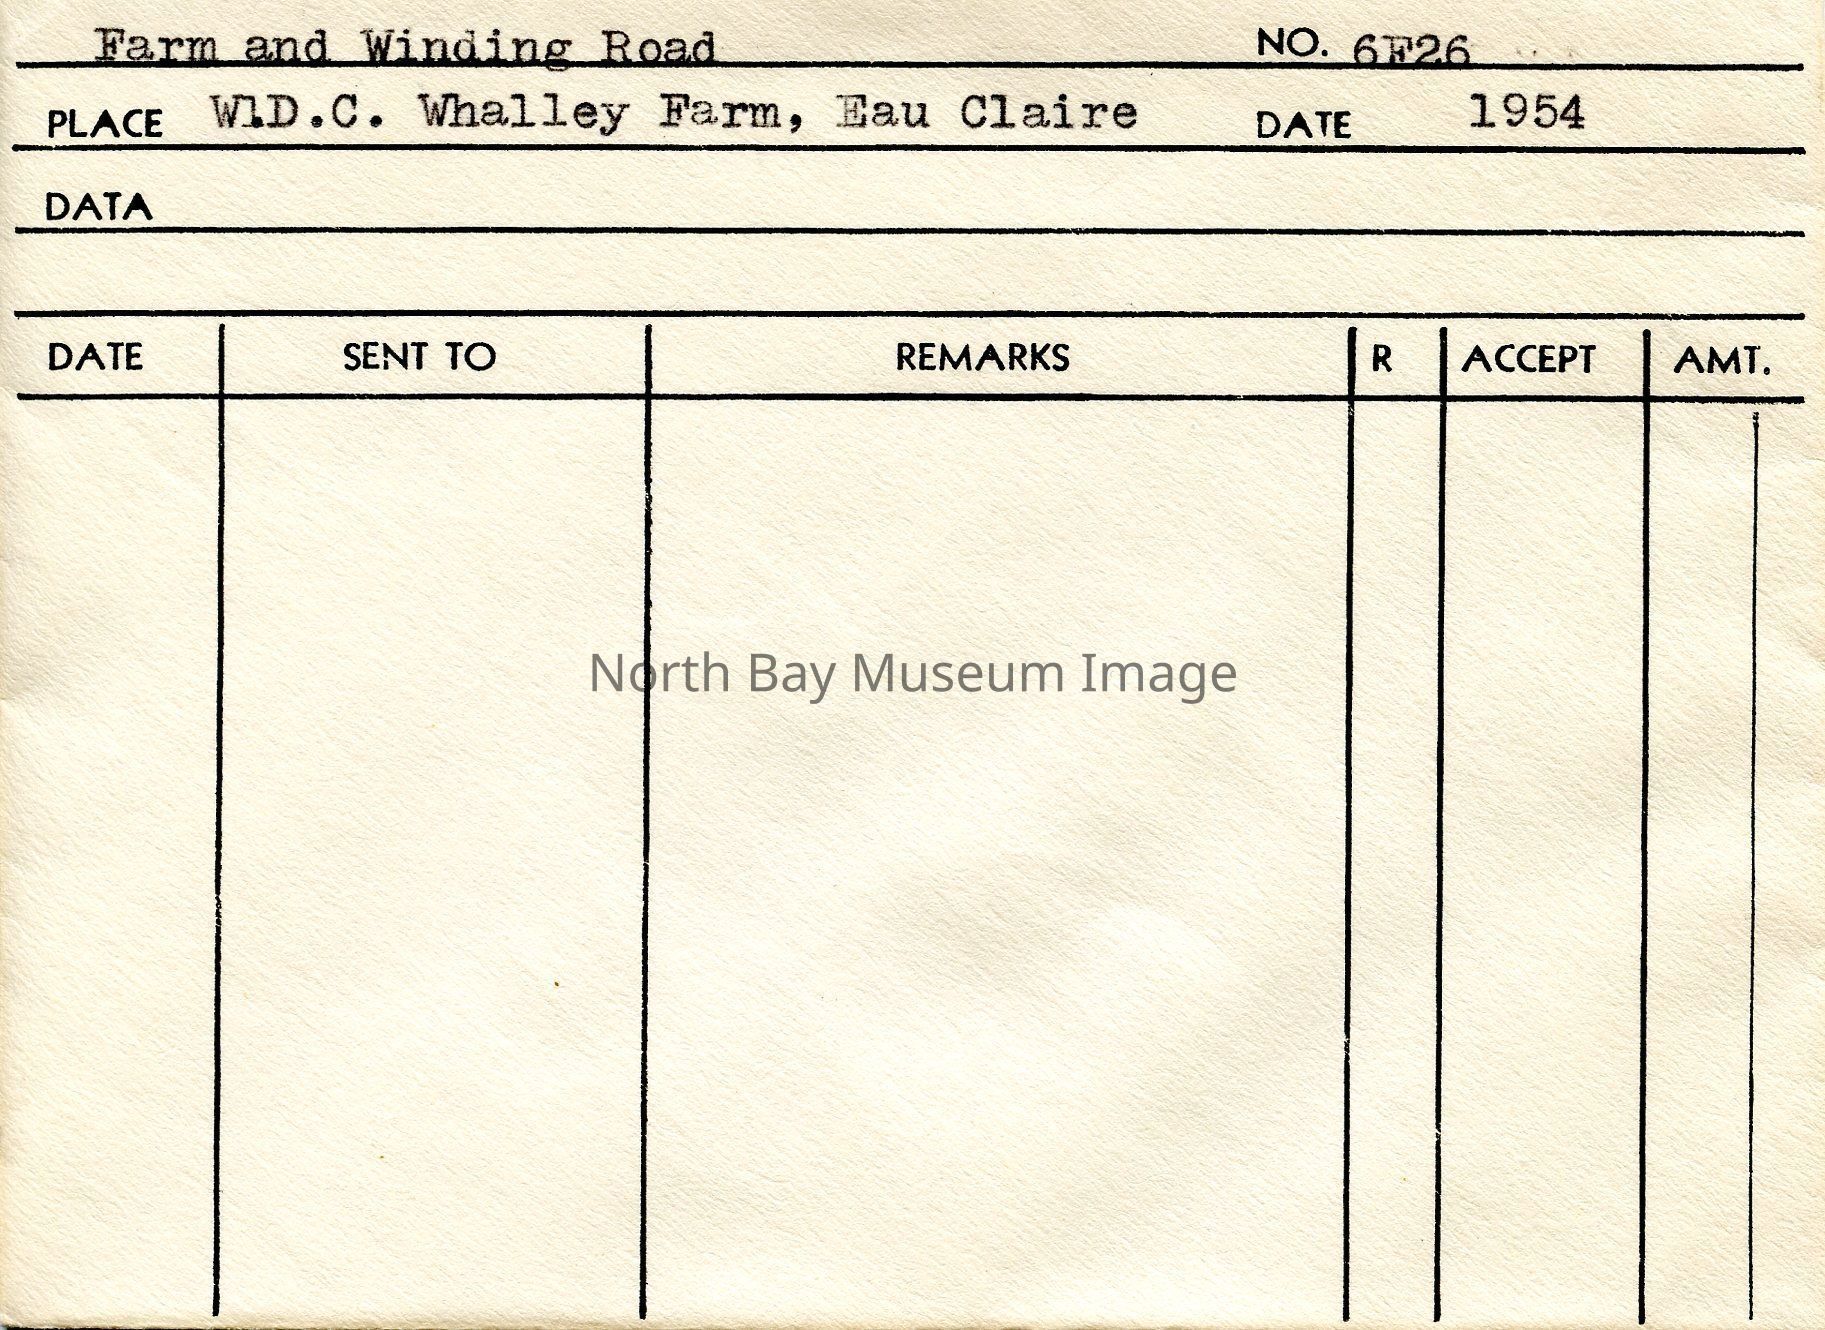 Farm and Winding Road NO. 6F26
PLACE W1D.C. Whalley Farm, Eau Claire DATE 1954
DATA
DATE SENT TO REMARKS R ACCEPT AMT.
North Bay Museum Image